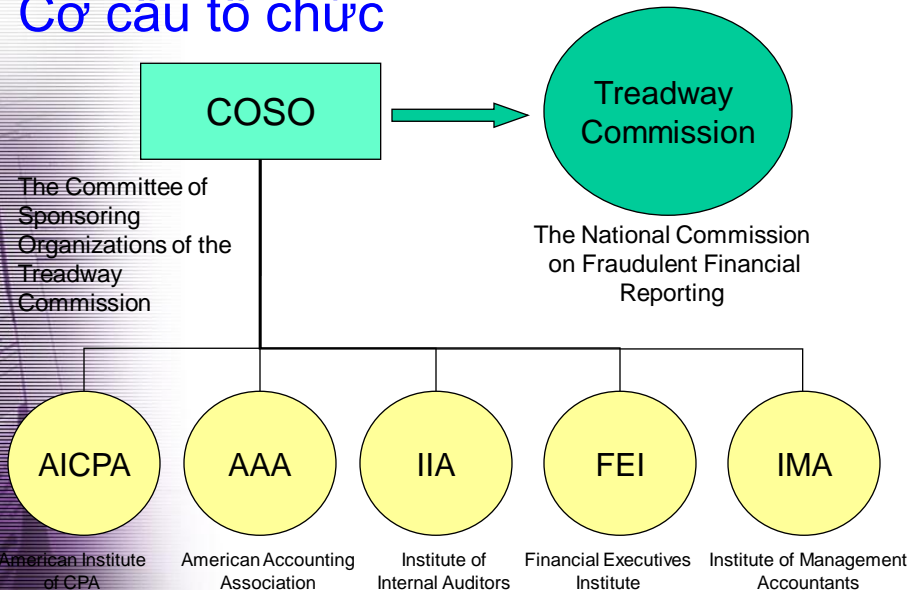 Cơ cấu tổ chức
COSO
Treadway
Commission
The Committee of
Sponsoring
Organizations of the
Treadway
Commission
The National Commission
on Fraudulent Financial
Reporting
AICPA
AAA
IIA
FEI
IMA
American Institute
of CPA
American Accounting
Association
Institute of
Internal Auditors
Financial Executives
Institute
Institute of Management
Accountants